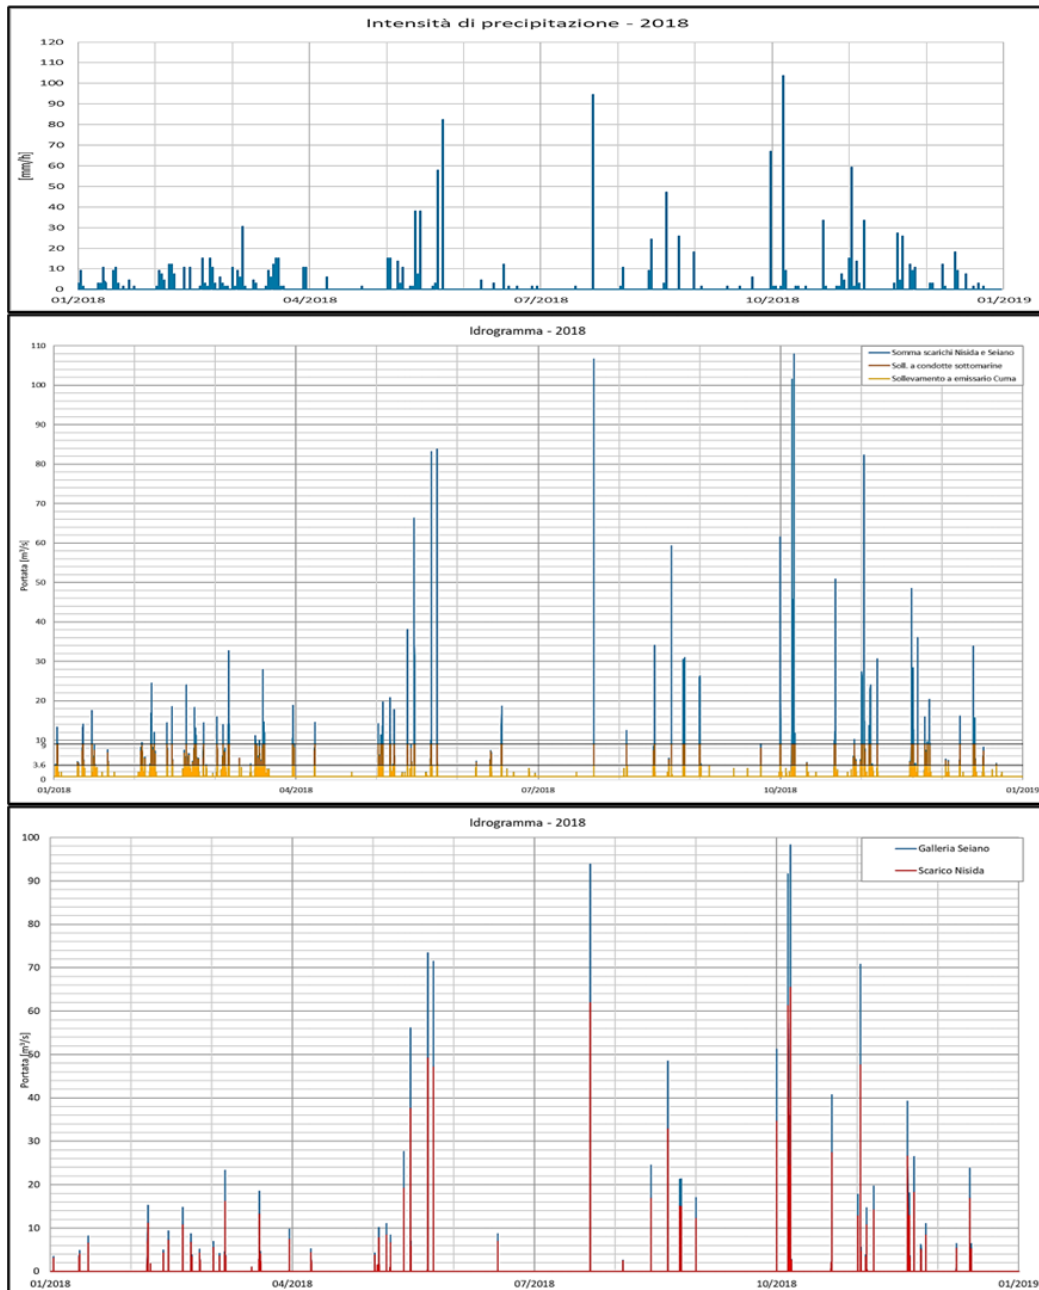 Intensità di precipitazione - 2018
120
110
100
90
80
70
60
50
40
30
20
10
0
[mm/h]
01/2018 04/2018 07/2018 10/2018 01/2019
Idrogramma - 2018
Somma scarichi Nisida e Seiano
Soll. a condotte sottomarine
Sollevamento a emissario Cuma
110
100
90
80
70
60
50
40
30
20
10
9
3.6
0
Portata [m³/s]
01/2018 04/2018 07/2018 10/2018 01/2019
Idrogramma - 2018
Galleria Seiano
Scarico Nisida
100
90
80
70
60
50
40
30
20
10
0
Portata [m³/s]
01/2018 04/2018 07/2018 10/2018 01/2019